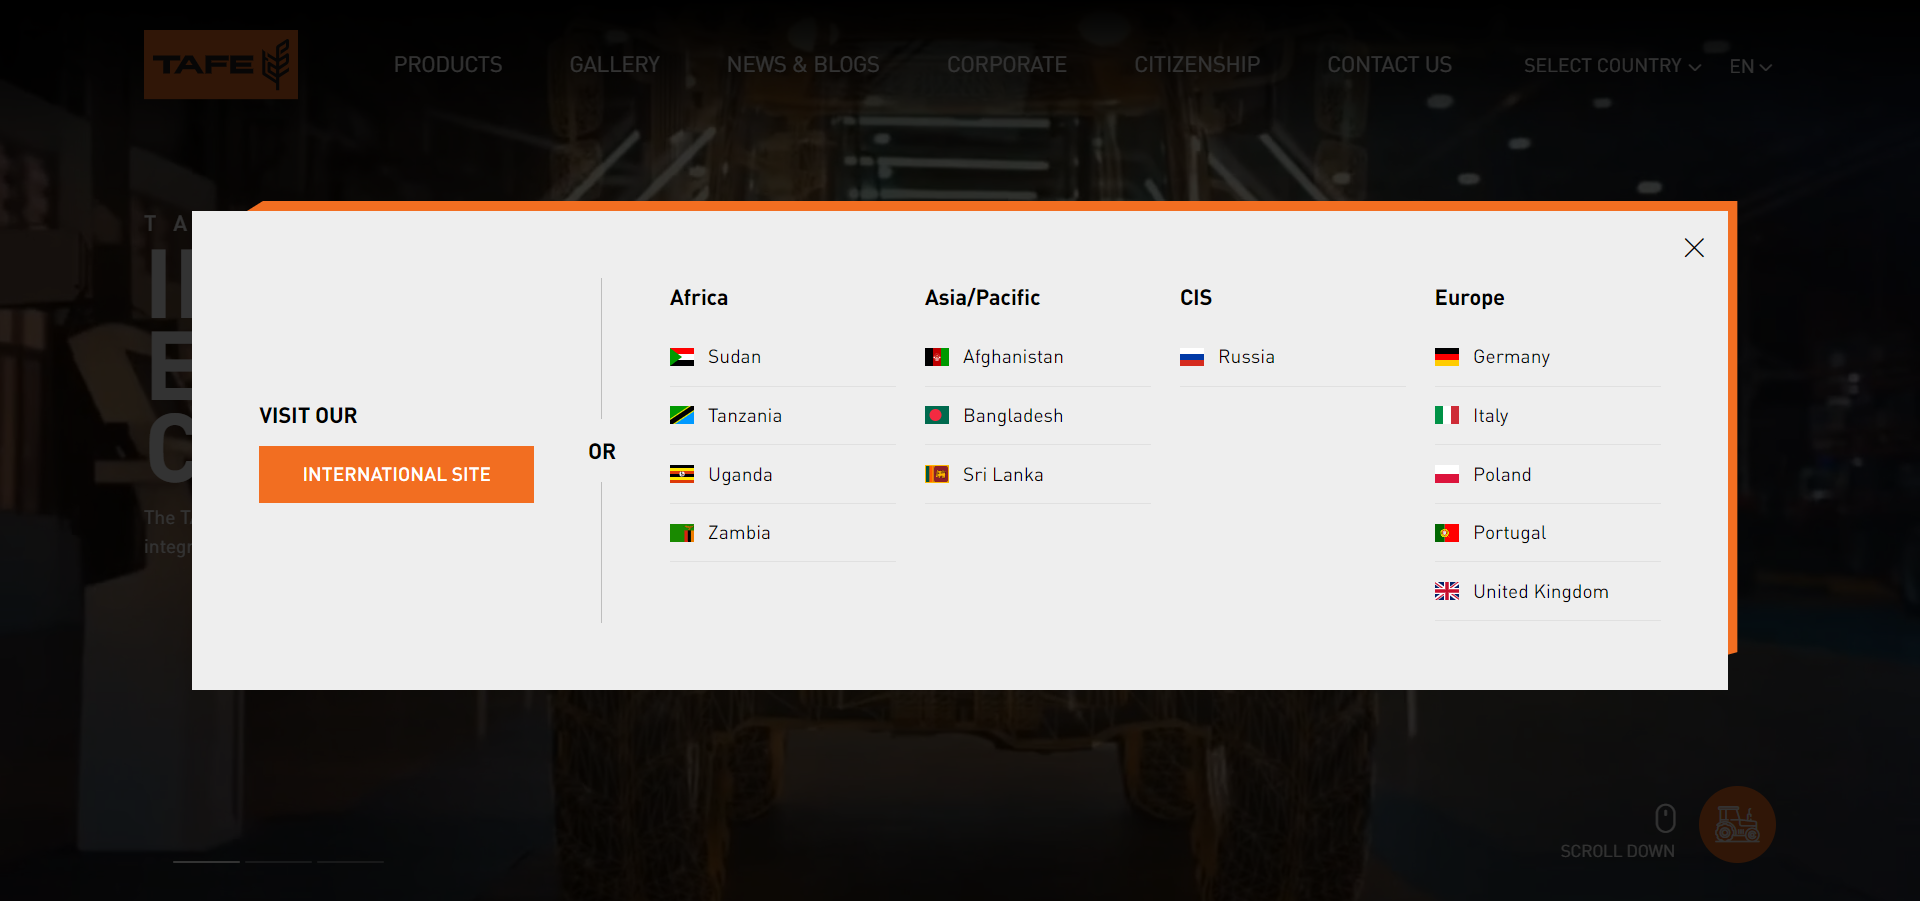 TAFE
PRODUCTS
GALLERY
NEWS & BLOGS
CORPORATE
CITIZENSHIP
CONTACT US
SELECT COUNTRY
EN
T A
The
integr
VISIT OUR
INTERNATIONAL SITE
OR
Africa
Sudan
Tanzania
Uganda
Zambia
Asia/Pacific
Afghanistan
Bangladesh
Sri Lanka
CIS
Russia
Europe
Germany
Italy
Poland
Portugal
United Kingdom
SCROLL DOWN